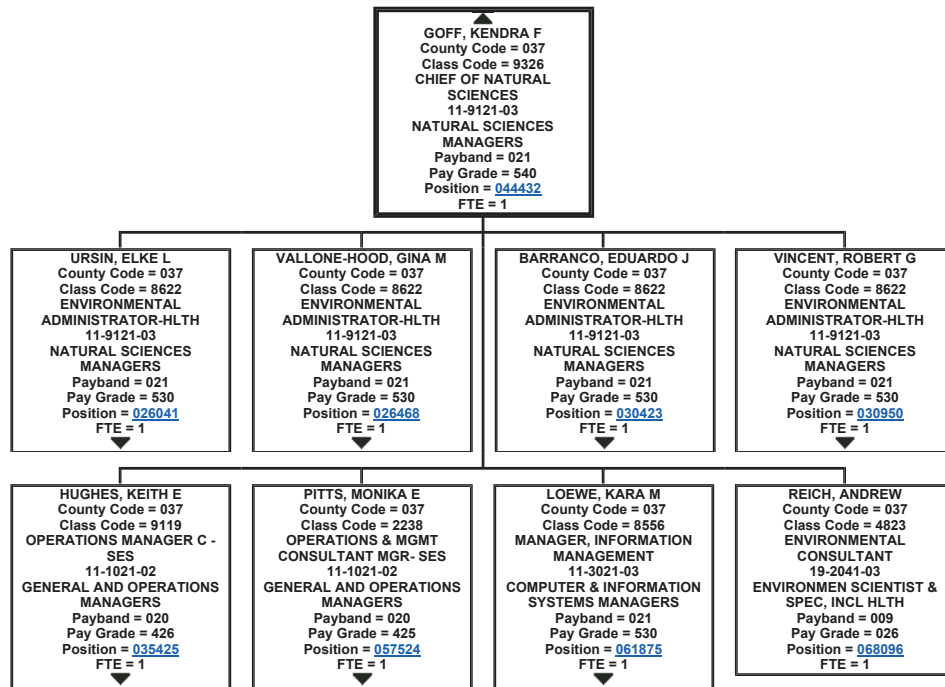 GOFF, KENDRA F
County Code = 037
Class Code = 9326
CHIEF OF NATURAL
SCIENCES
11-9121-03
NATURAL SCIENCES
MANAGERS
Payband = 021
Pay Grade = 540
Position = 044432
FTE = 1
URSIN, ELKE L
County Code = 037
Class Code = 8622
ENVIRONMENTAL
ADMINISTRATOR-HLTH
11-9121-03
NATURAL SCIENCES
MANAGERS
Payband = 021
Pay Grade = 530
Position = 026041
FTE = 1
VALLONE-HOOD, GINA M
County Code = 037
Class Code = 8622
ENVIRONMENTAL
ADMINISTRATOR-HLTH
11-9121-03
NATURAL SCIENCES
MANAGERS
Payband = 021
Pay Grade = 530
Position = 026468
FTE = 1
BARRANCO, EDUARDO J
County Code = 037
Class Code = 8622
ENVIRONMENTAL
ADMINISTRATOR-HLTH
11-9121-03
NATURAL SCIENCES
MANAGERS
Payband = 021
Pay Grade = 530
Position = 030423
FTE = 1
VINCENT, ROBERT G
County Code = 037
Class Code = 8622
ENVIRONMENTAL
ADMINISTRATOR-HLTH
11-9121-03
NATURAL SCIENCES
MANAGERS
Payband = 021
Pay Grade = 530
Position = 030950
FTE = 1
HUGHES, KEITH E
County Code = 037
Class Code = 9119
OPERATIONS MANAGER C -
SES
11-1021-02
GENERAL AND OPERATIONS
MANAGERS
Payband = 020
Pay Grade = 426
Position = 035425
FTE = 1
PITTS, MONIKA E
County Code = 037
Class Code = 2238
OPERATIONS & MGMT
CONSULTANT MGR- SES
11-1021-02
GENERAL AND OPERATIONS
MANAGERS
Payband = 020
Pay Grade = 425
Position = 057524
FTE = 1
LOEWE, KARA M
County Code = 037
Class Code = 8556
MANAGER, INFORMATION
MANAGEMENT
11-3021-03
COMPUTER & INFORMATION
SYSTEMS MANAGERS
Payband = 021
Pay Grade = 530
Position = 061875
FTE = 1
REICH, ANDREW
County Code = 037
Class Code = 4823
ENVIRONMENTAL
CONSULTANT
19-2041-03
ENVIRONMEN SCIENTIST &
SPEC, INCL HLTH
Payband = 009
Pay Grade = 026
Position = 068096
FTE = 1